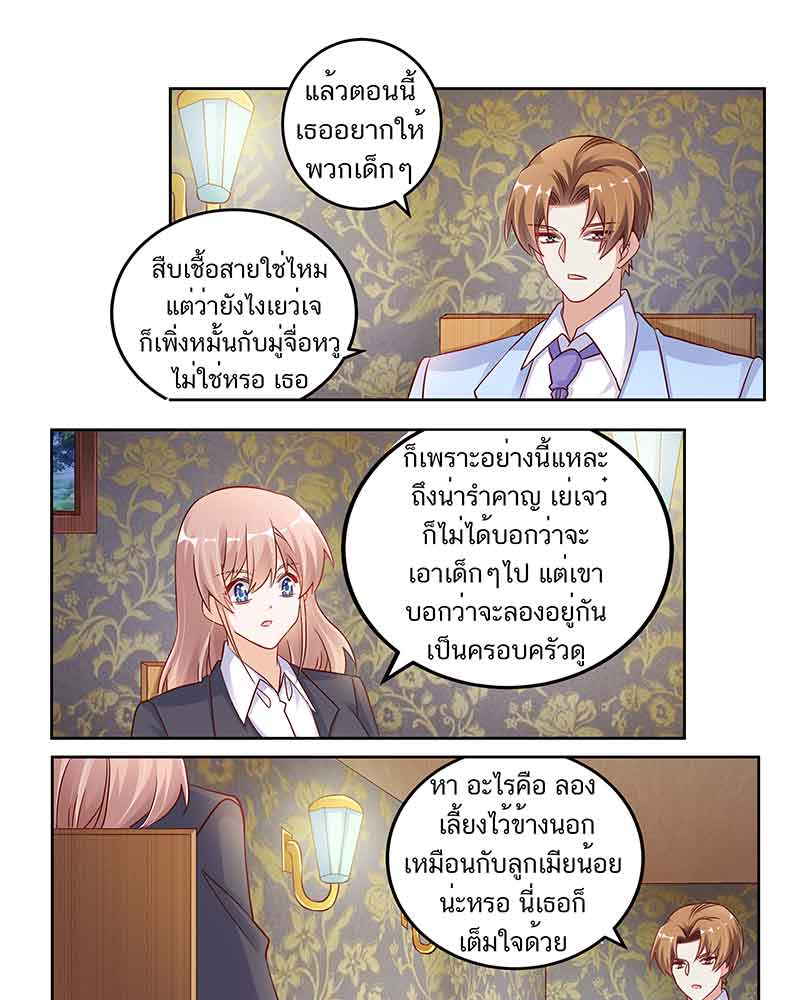 แล้วตอนนี้
เธออยากให้
พวกเด็กๆ
สืบเชื้อสายใช่ไหม
แต่ว่ายังไงเยว่เจ
ก็เพิ่งหมั้นกับมู่จื่อหวู
ไม่ใช่หรอ เธอ
ก็เพราะอย่างนี้แหละ
ถึงน่ารำคาญ เย่เจว๋
ก็ไม่ได้บอกว่าจะ
เอาเด็กๆไป แต่เขา
บอกว่าจะลองอยู่กัน
เป็นครอบครัวดู
หา อะไรคือ ลอง
เลี้ยงไว้ข้างนอก
เหมือนกับลูกเมียน้อย
น่ะหรอ นี่เธอก็
เต็มใจด้วย